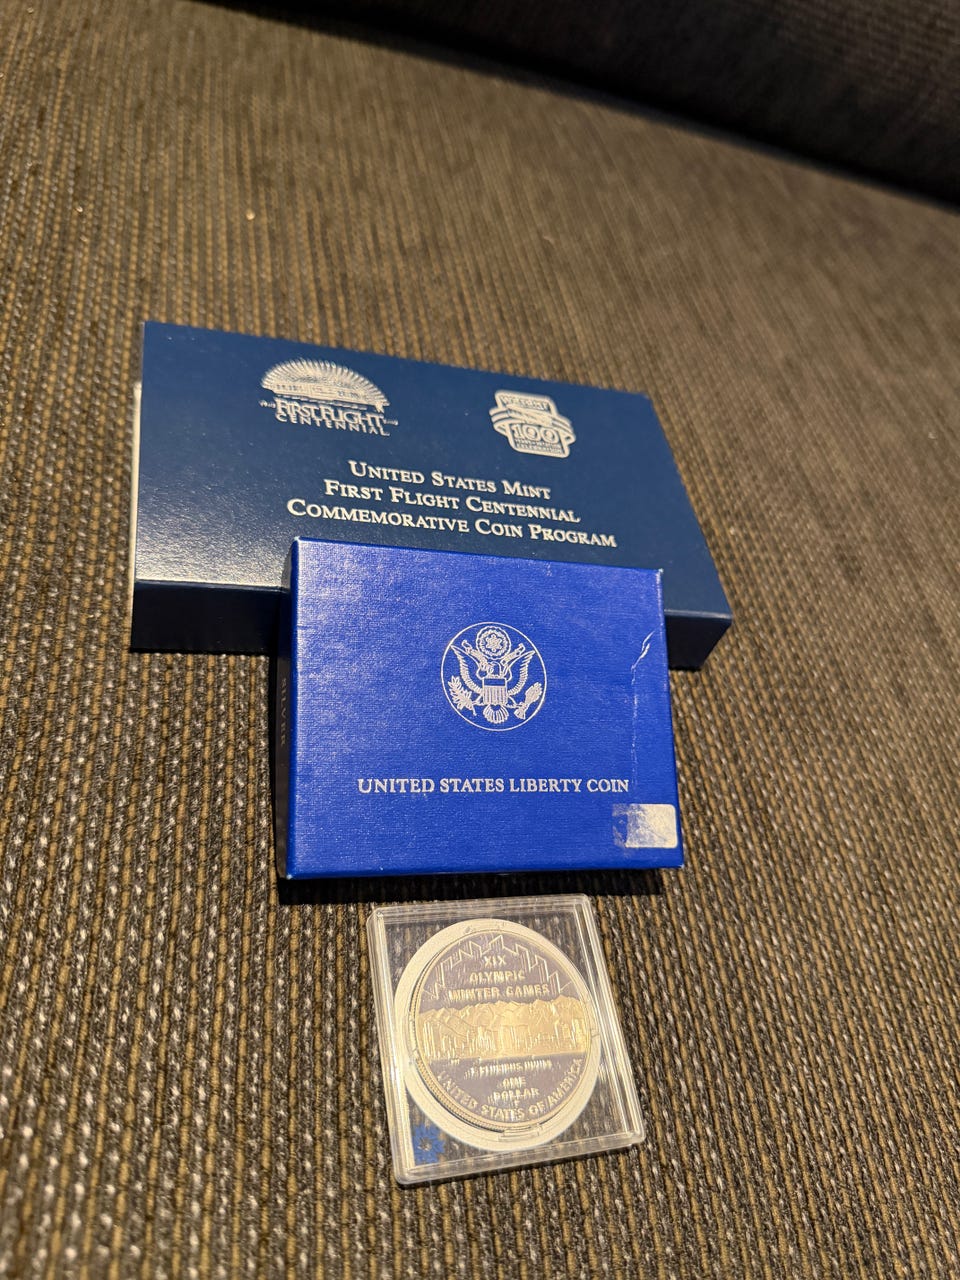 FIRST FLIGHT
CENTENNIAL
100
UNITED STATES MINT
FIRST FLIGHT CENTENNIAL
COMMEMORATIVE COIN PROGRAM
UNITED STATES LIBERTY COIN
XIX
OLYMPIC
WINTER GAMES
E PLURIBUS UNUM
ONE
DOLLAR
UNITED STATES OF AMERICA